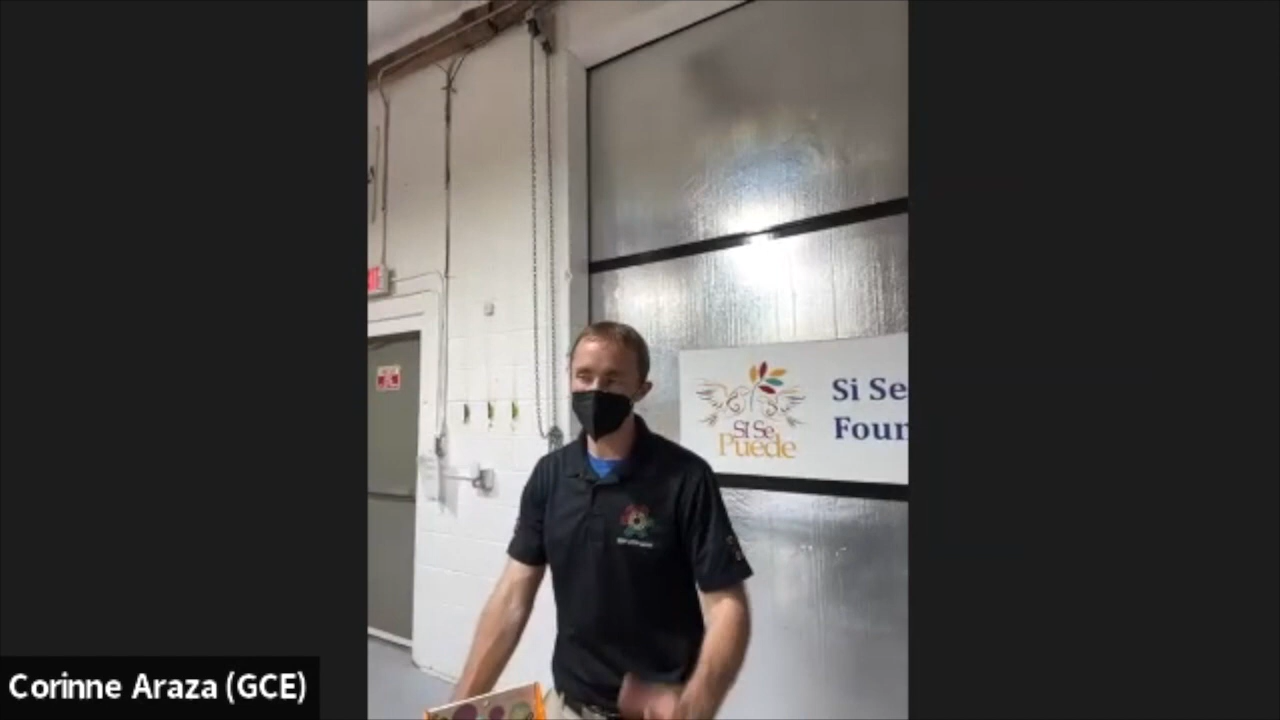 Si Se
Foun
Si Se
Puede
Corinne Araza (GCE)